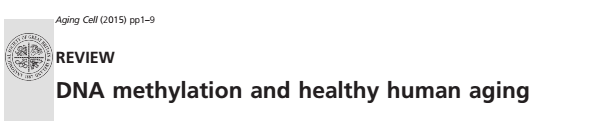 Aging Cell (2015) pp1–9
REVIEW
DNA methylation and healthy human aging